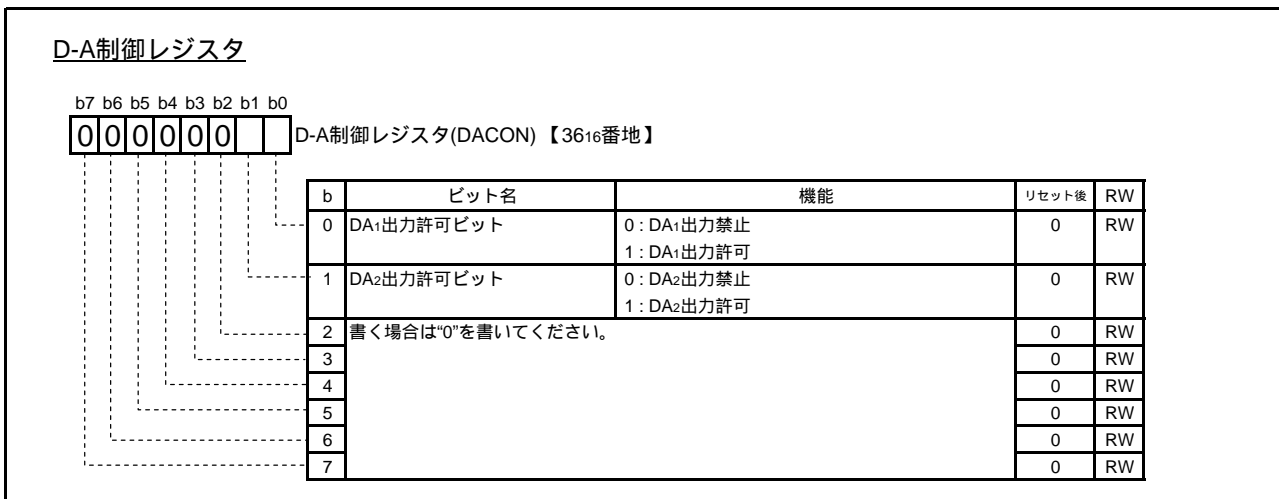 D-A制御レジスタ
b7 b6 b5 b4 b3 b2 b1 b0
0 0 0 0 0 0 D-A制御レジスタ(DACON)【3616番地】
b ビット名 機能 リセット後 RW
0 DA1出力許可ビット 0 : DA1出力禁止 0 RW
1 : DA1出力許可
1 DA2出力許可ビット 0 : DA2出力禁止 0 RW
1 : DA2出力許可
2 書く場合は“0”を書いてください。 0 RW
3 0 RW
4 0 RW
5 0 RW
6 0 RW
7 0 RW